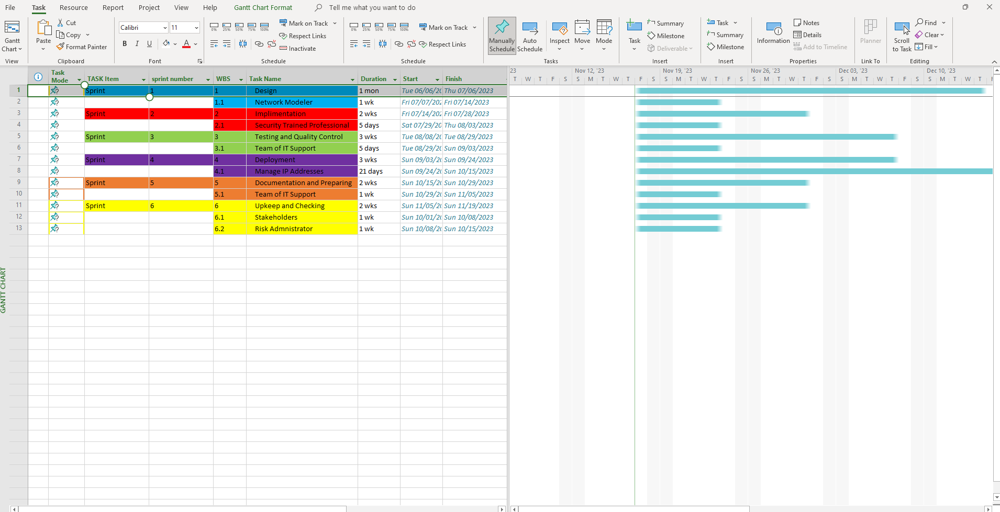 File Task Resource Report Project View Help Gantt Chart Format Tell me what you want to do
Gantt Chart
View
Paste
Cut
Copy
Format Painter
Clipboard
Calibri 11
B I U A
Font
0% 25% 50% 75% 100%
Mark on Track
Respect Links
Inactivate
Schedule
0% 25% 50% 75% 100%
Mark on Track
Respect Links
Schedule
Manually Schedule
Auto Schedule
Inspect
Move
Mode
Tasks
Task
Summary
Milestone
Deliverable
Insert
Task
Summary
Milestone
Insert
Information
Notes
Details
Add to Timeline
Properties
Planner
Link To
Scroll to Task
Find
Clear
Fill
Editing
Task Mode TASK Item sprint number WBS Task Name Duration Start Finish
1 Sprint 1 1 Design 1 mon Tue 06/06/20 Thu 07/06/2023
2 1.1 Network Modeler 1 wk Fri 07/07/202 Fri 07/14/2023
3 Sprint 2 2 Implimentation 2 wks Fri 07/14/202 Fri 07/28/2023
4 2.1 Security Trained Professional 5 days Sat 07/29/20 Thu 08/03/2023
5 Sprint 3 3 Testing and Quality Control 3 wks Tue 08/08/20 Tue 08/29/2023
6 3.1 Team of IT Support 5 days Tue 08/29/20 Sun 09/03/2023
7 Sprint 4 4 Deployment 3 wks Sun 09/03/20 Sun 09/24/2023
8 4.1 Manage IP Addresses 21 days Sun 09/24/20 Sun 10/15/2023
9 Sprint 5 5 Documentation and Preparing 2 wks Sun 10/15/20 Sun 10/29/2023
10 5.1 Team of IT Support 1 wk Sun 10/29/20 Sun 11/05/2023
11 Sprint 6 6 Upkeep and Checking 2 wks Sun 11/05/20 Sun 11/19/2023
12 6.1 Stakeholders 1 wk Sun 10/01/20 Sun 10/08/2023
13 6.2 Risk Admnistrator 1 wk Sun 10/08/20 Sun 10/15/2023
GANTT CHART
23 Nov 12, '23 Nov 19, '23 Nov 26, '23 Dec 03, '23 Dec 10, '23
T W T F S S M T W T F S S M T W T F S S M T W T F S S M T W T F S S M T W T F